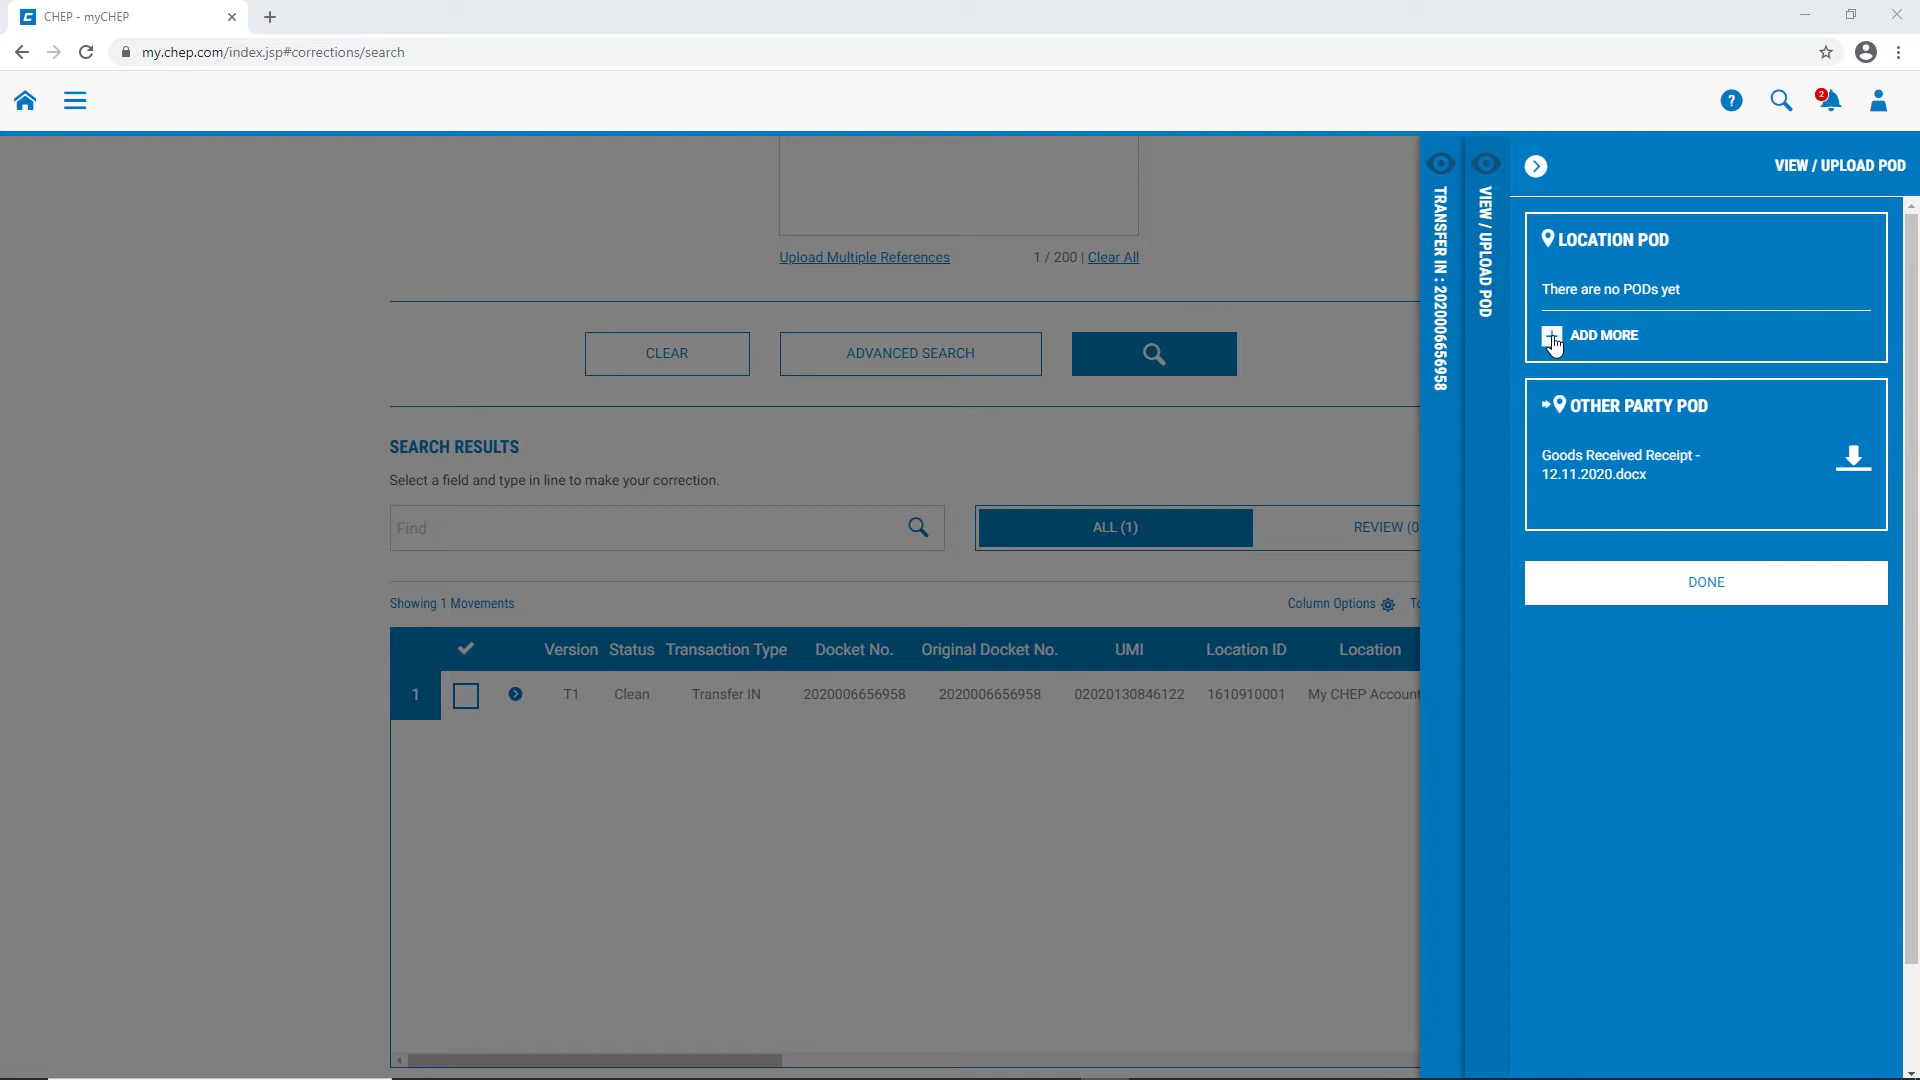 CHEP - myCHEP
my.chep.com/index.jsp#corrections/search
?
2
VIEW / UPLOAD POD
TRANSFER IN : 2020006656958
VIEW / UPLOAD POD
LOCATION POD
There are no PODs yet
ADD MORE
OTHER PARTY POD
Goods Received Receipt -
12.11.2020.docx
DONE
Upload Multiple References 1 / 200 | Clear All
CLEAR ADVANCED SEARCH
SEARCH RESULTS
Select a field and type in line to make your correction.
Find ALL (1) REVIEW (0
Showing 1 Movements Column Options
Version Status Transaction Type Docket No. Original Docket No. UMI Location ID Location
1 T1 Clean Transfer IN 2020006656958 2020006656958 02020130846122 1610910001 My CHEP Account